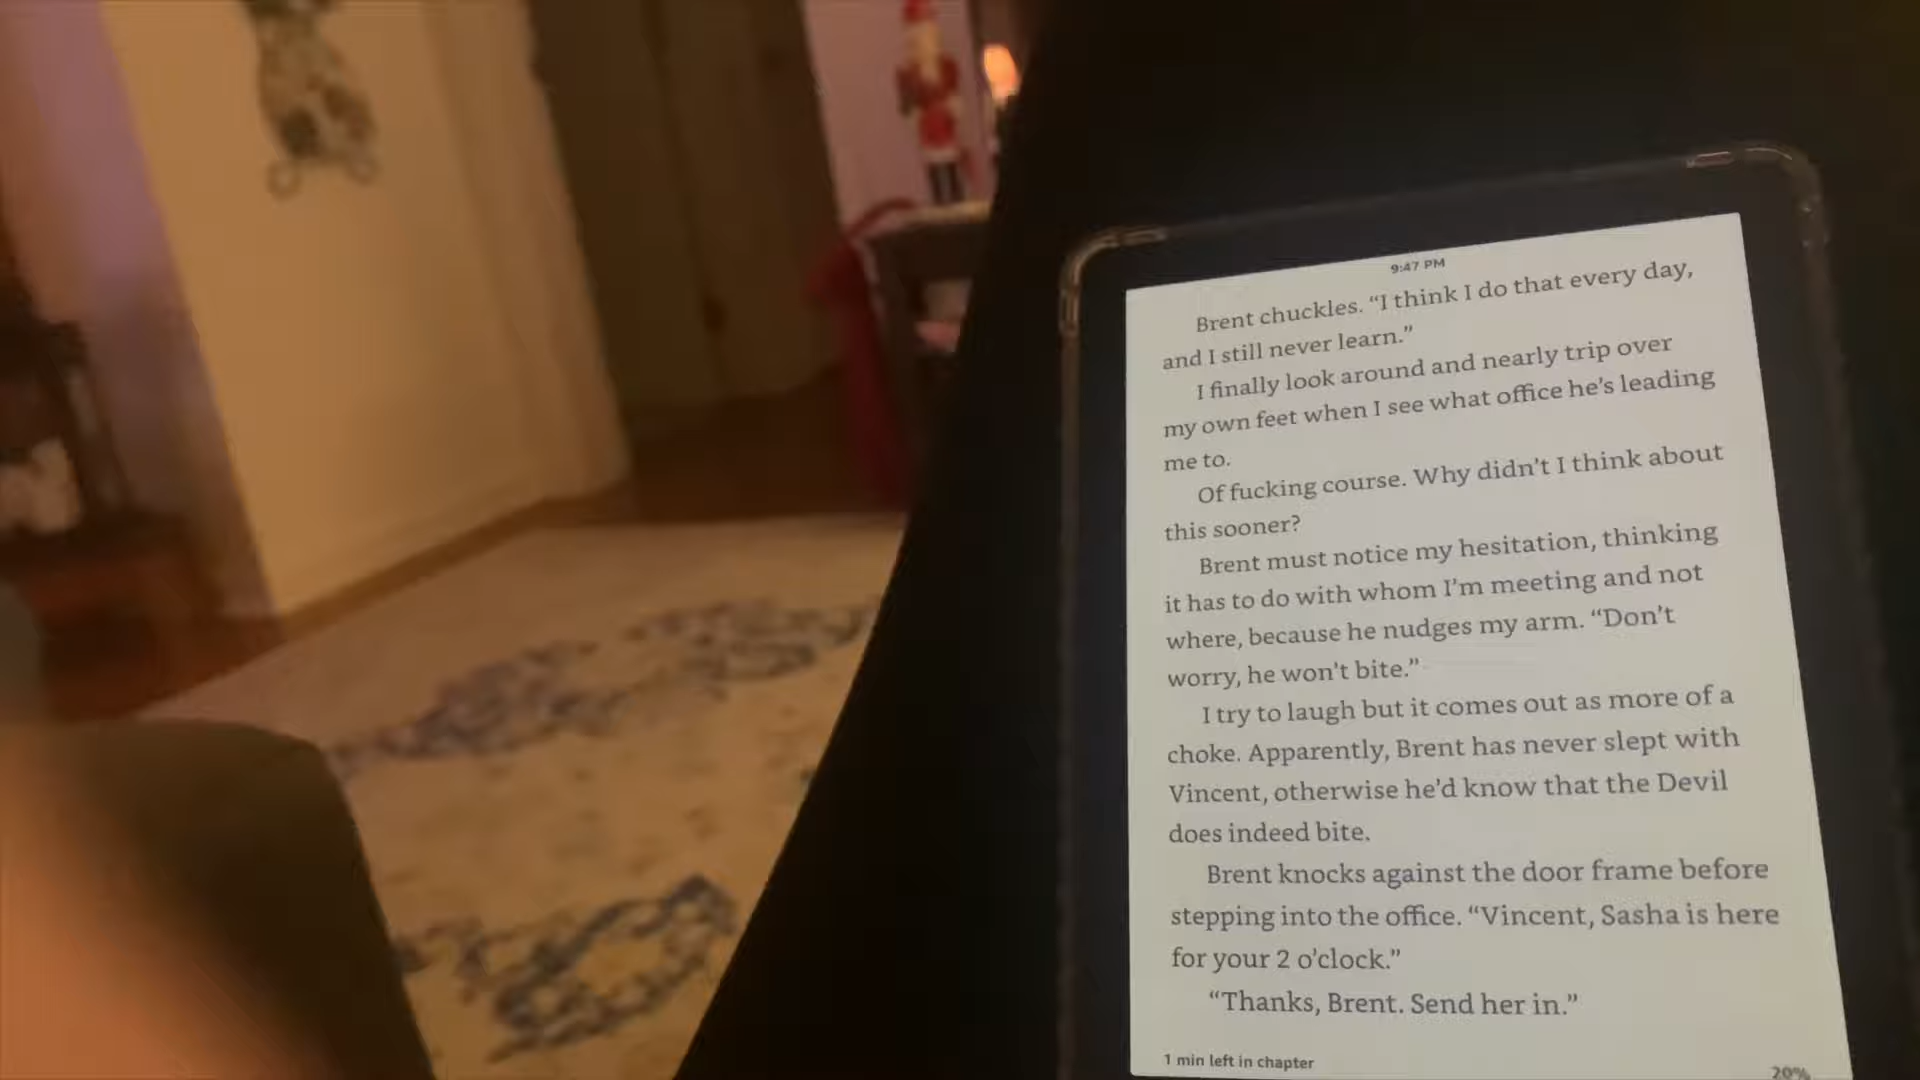 9:47 PM
Brent chuckles. “I think I do that every day,
and I still never learn.”
I finally look around and nearly trip over
my own feet when I see what office he’s leading
me to.
Of fucking course. Why didn’t I think about
this sooner?
Brent must notice my hesitation, thinking
it has to do with whom I’m meeting and not
where, because he nudges my arm. “Don’t
worry, he won’t bite.”
I try to laugh but it comes out as more of a
choke. Apparently, Brent has never slept with
Vincent, otherwise he’d know that the Devil
does indeed bite.
Brent knocks against the door frame before
stepping into the office. “Vincent, Sasha is here
for your 2 o’clock.”
“Thanks, Brent. Send her in.”
1 min left in chapter
20%